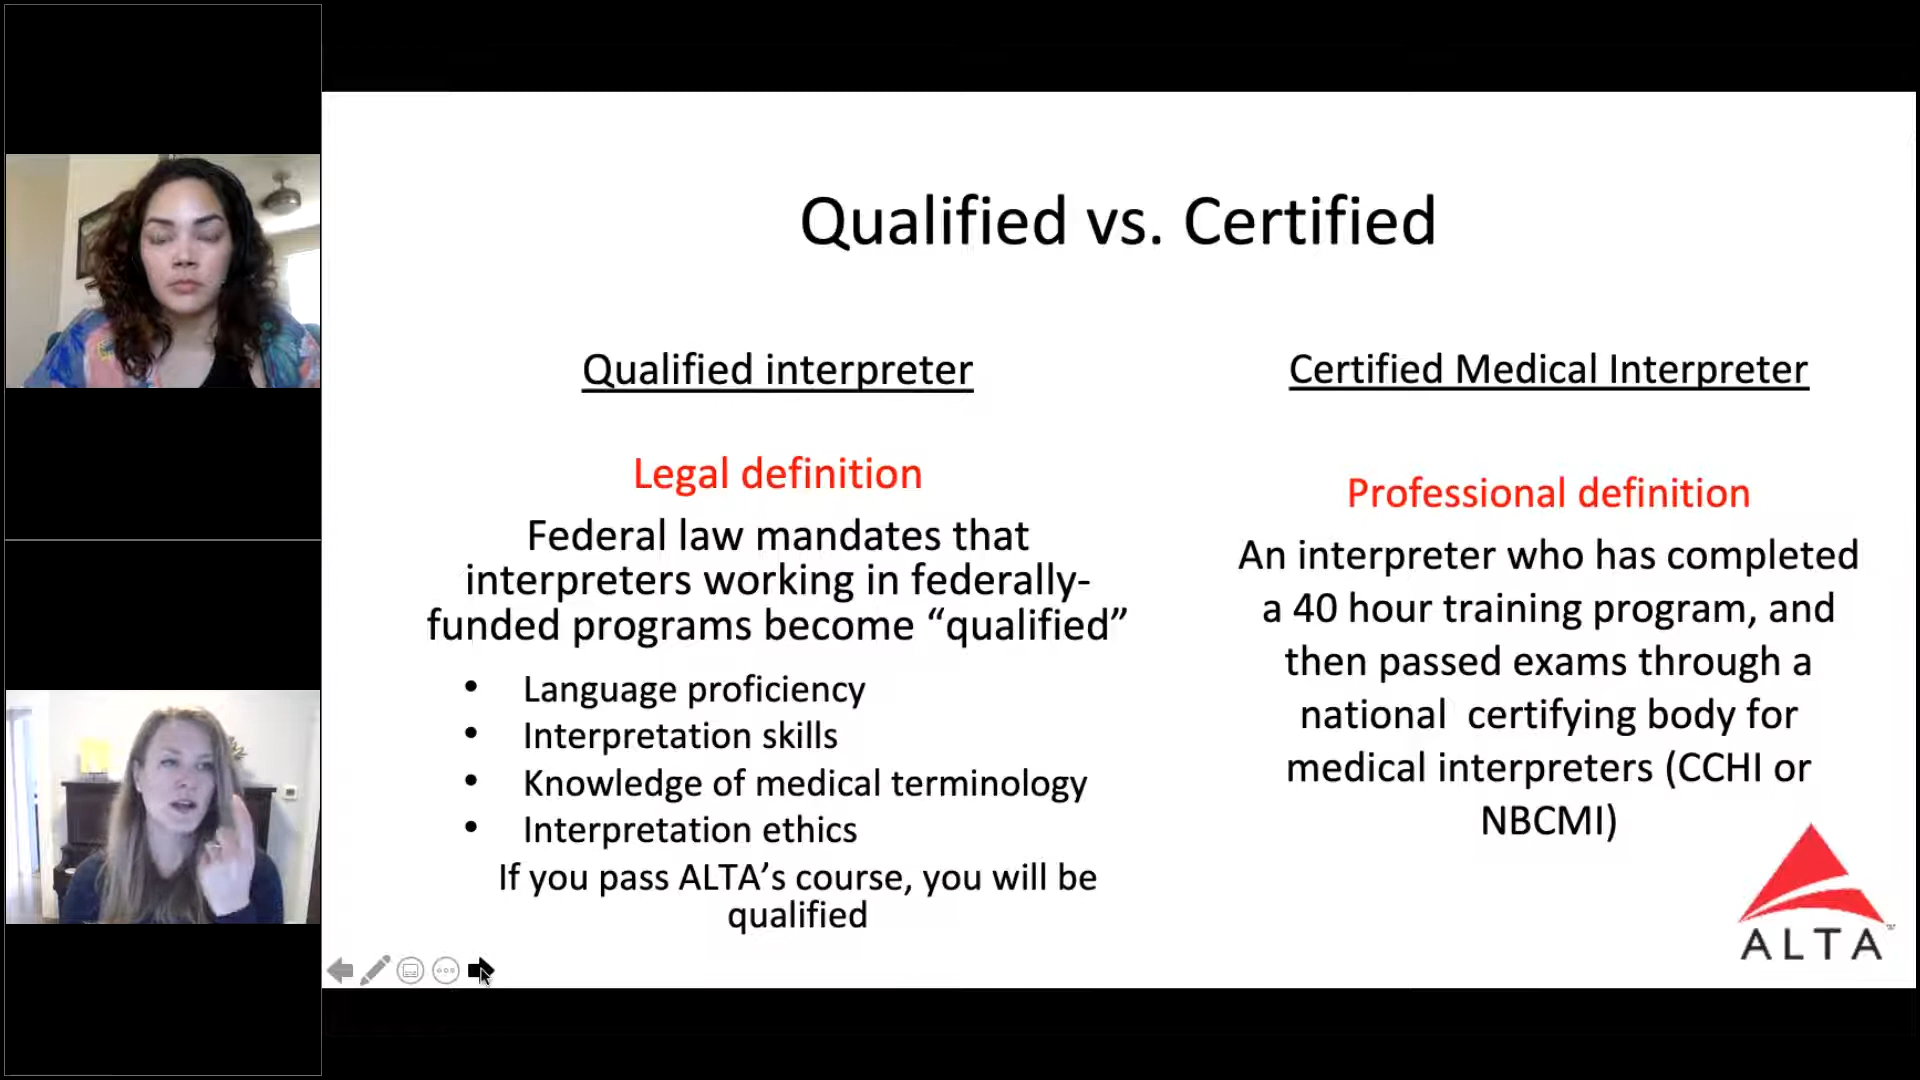 Qualified vs. Certified
Qualified interpreter
Legal definition
Federal law mandates that
interpreters working in federally-
funded programs become “qualified”
• Language proficiency
• Interpretation skills
• Knowledge of medical terminology
• Interpretation ethics
If you pass ALTA’s course, you will be
qualified
Certified Medical Interpreter
Professional definition
An interpreter who has completed
a 40 hour training program, and
then passed exams through a
national certifying body for
medical interpreters (CCHI or
NBCMI)
ALTA